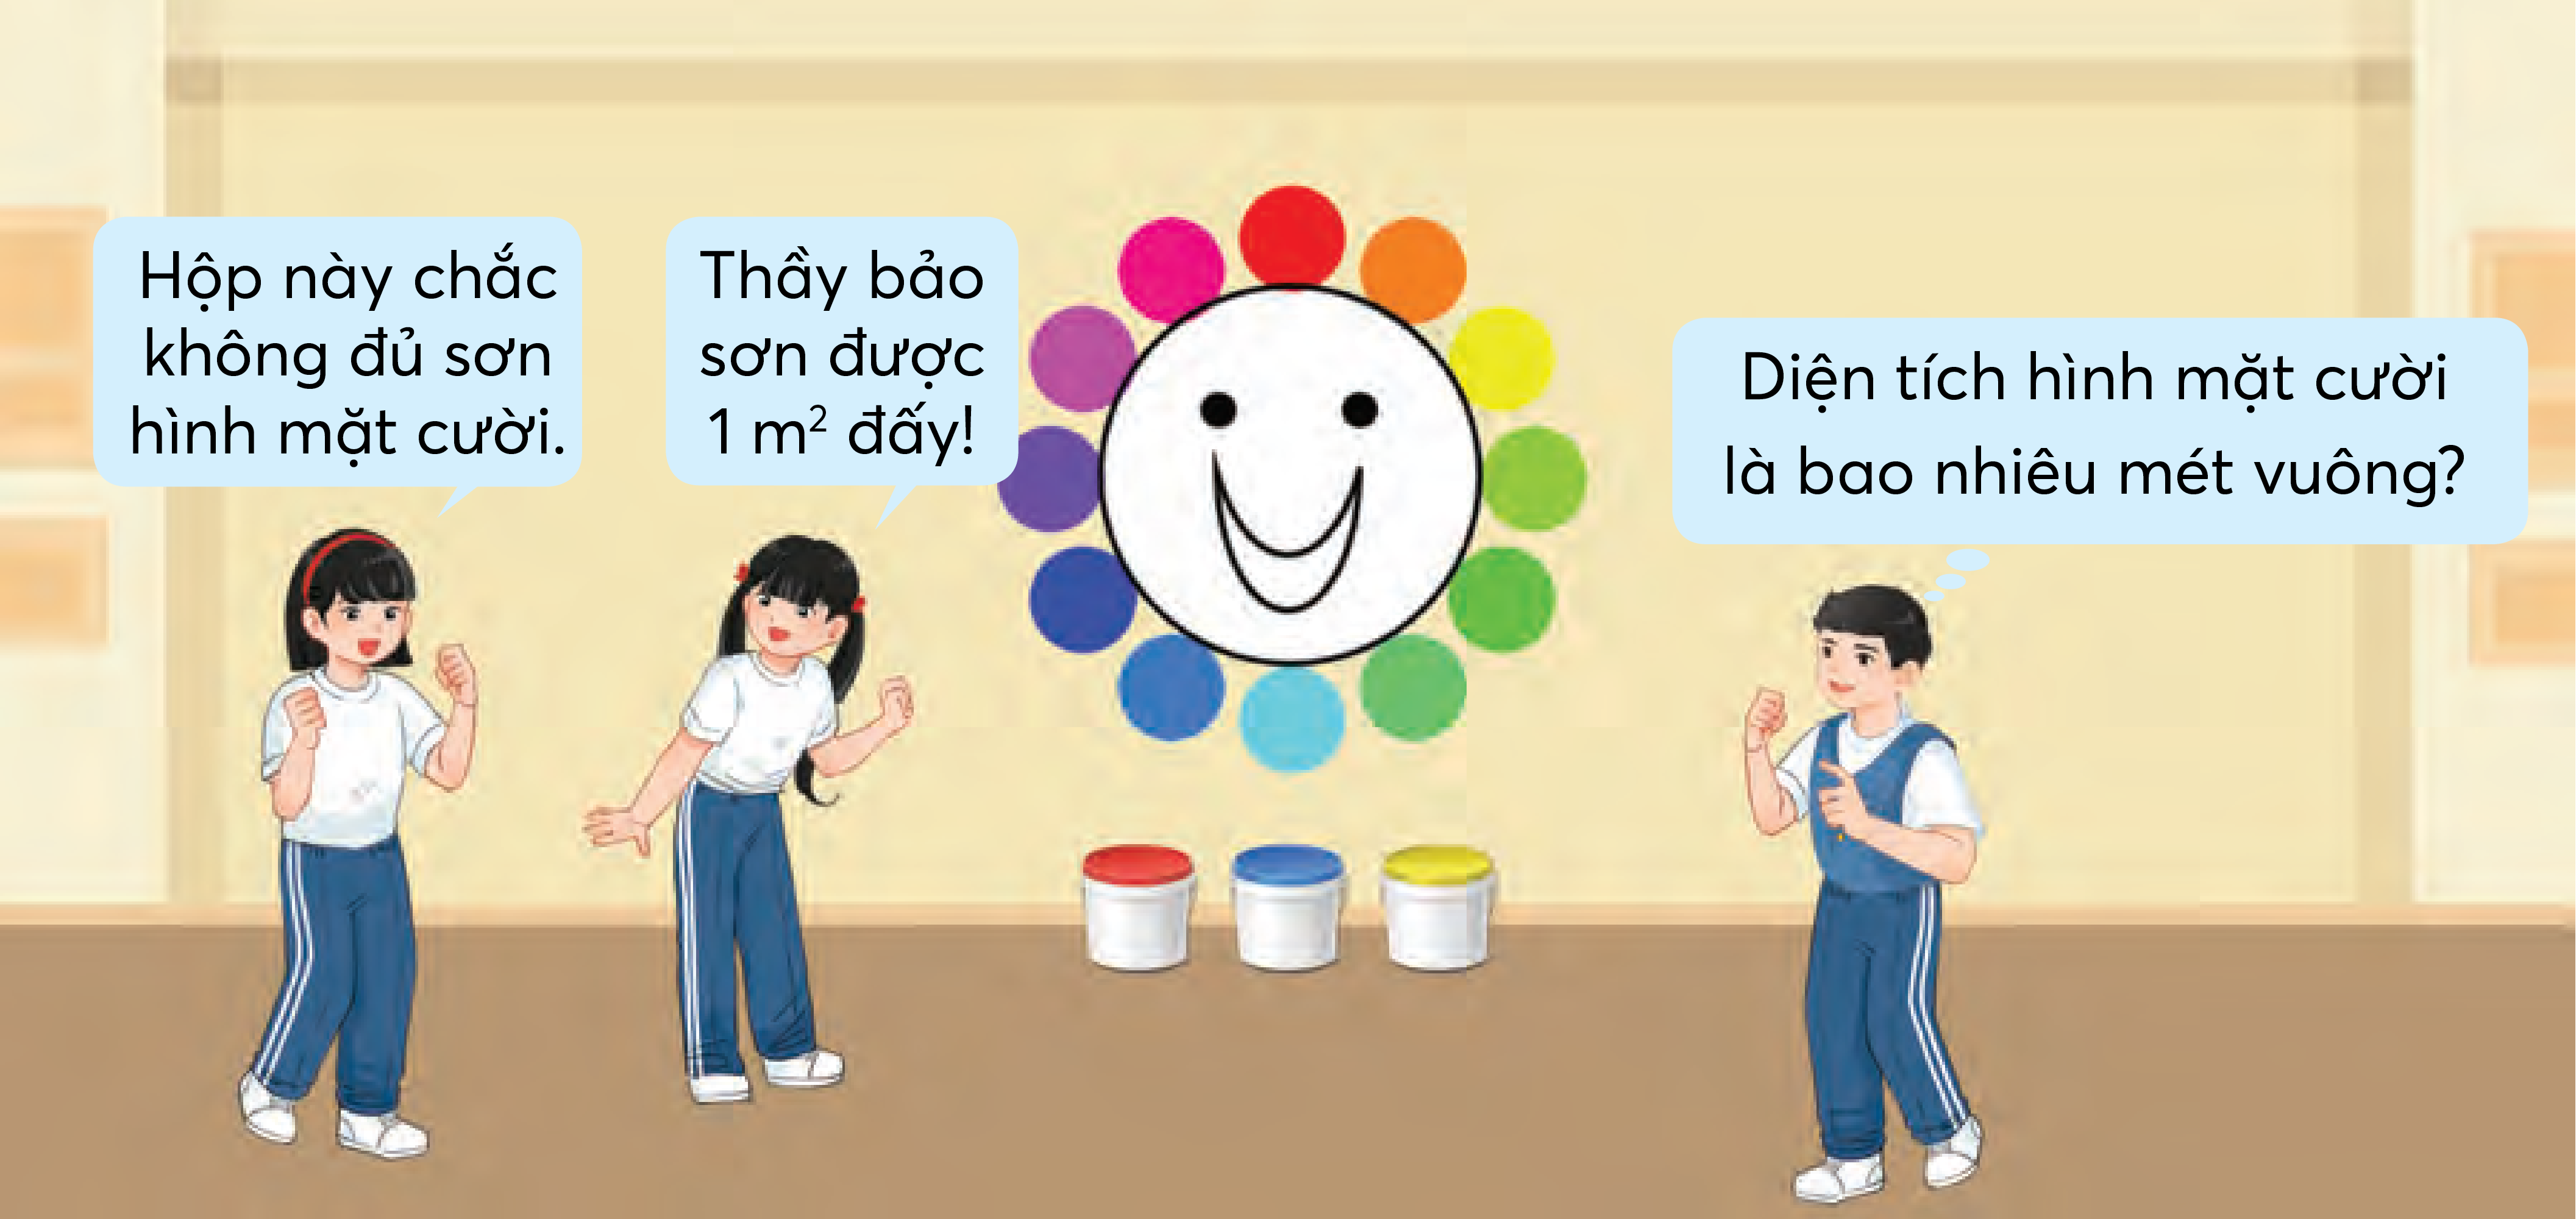 Hộp này chắc
không đủ sơn
hình mặt cười.
Thầy bảo
sơn được
1 m² đấy!
Diện tích hình mặt cười
là bao nhiêu mét vuông?